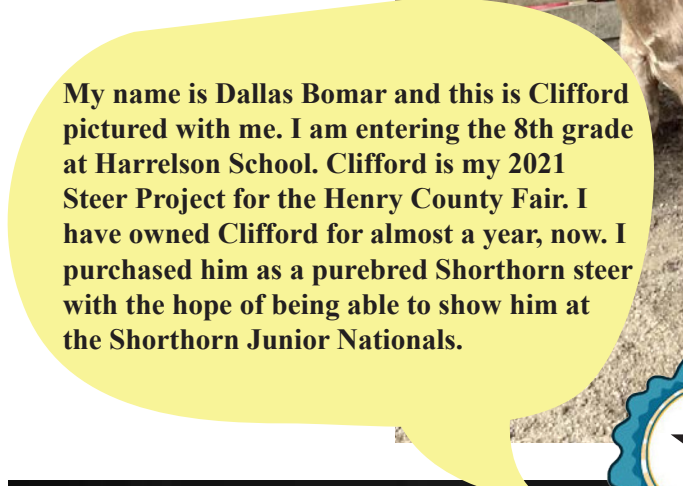 My name is Dallas Bomar and this is Clifford
pictured with me. I am entering the 8th grade
at Harrelson School. Clifford is my 2021
Steer Project for the Henry County Fair. I
have owned Clifford for almost a year, now. I
purchased him as a purebred Shorthorn steer
with the hope of being able to show him at
the Shorthorn Junior Nationals.